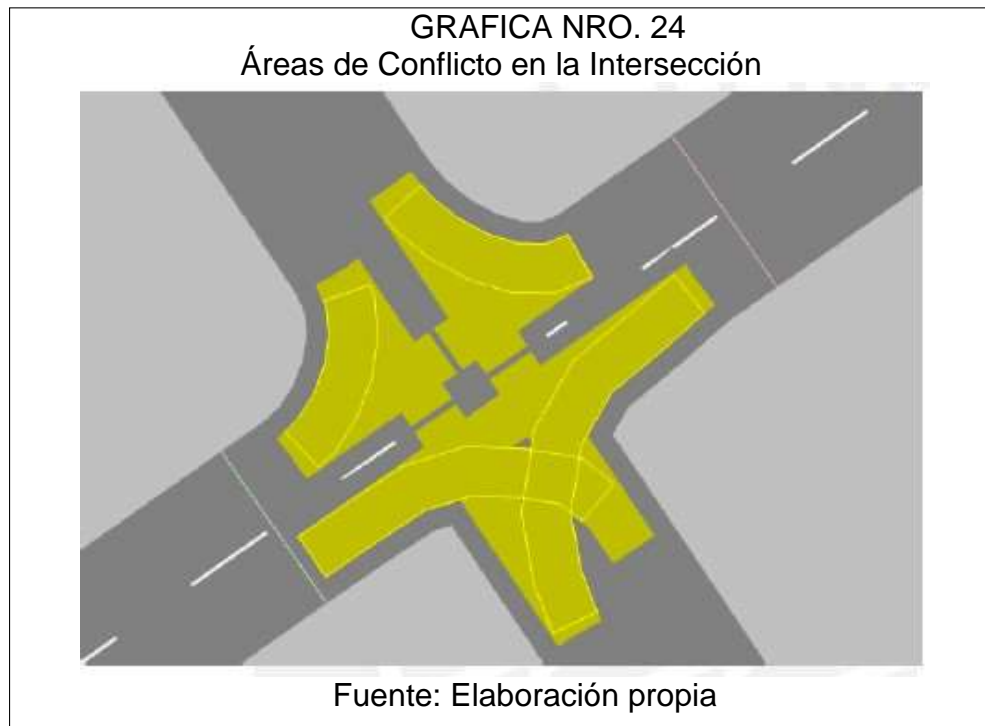 GRAFICA NRO. 24
Áreas de Conflicto en la Intersección
Fuente: Elaboración propia